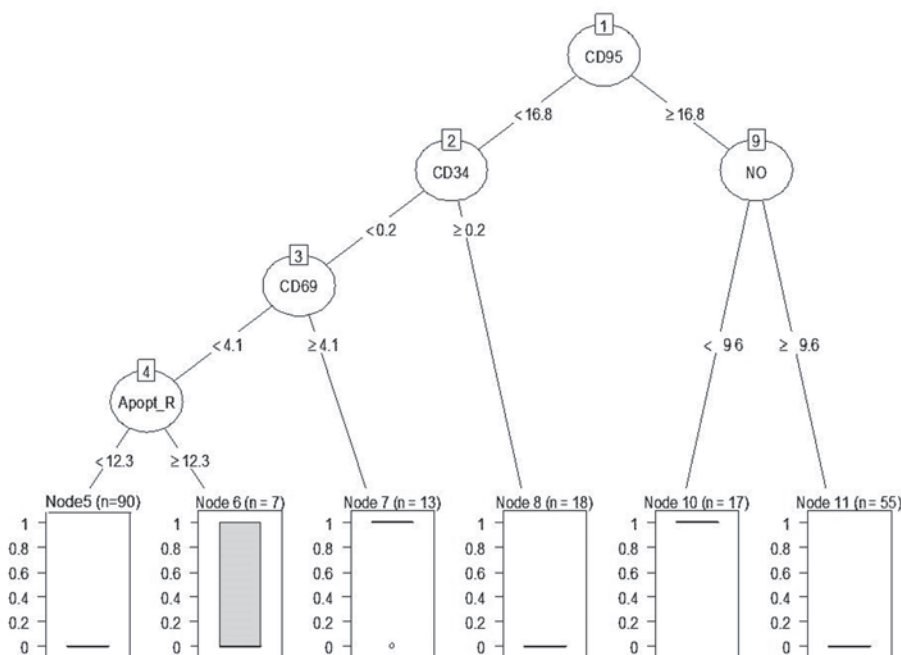 1
CD95
<16.8 ≥16.8
2 9
CD34 NO
<0.2 ≥0.2
3
CD69
<4.1 ≥4.1 < 9 6 ≥ 9.6
4
Apopt_R
<12.3 ≥12.3
Node5 (n=90) Node 6 (n = 7) Node 7 (n = 13) Node 8 (n = 18) Node 10 (n = 17) Node 11 (n = 55)
1 1 1 1 1 1
0.8 0.8 0.8 0.8 0.8 0.8
0.6 0.6 0.6 0.6 0.6 0.6
0.4 0.4 0.4 0.4 0.4 0.4
0.2 0.2 0.2 0.2 0.2 0.2
0 0 0 0 0 0